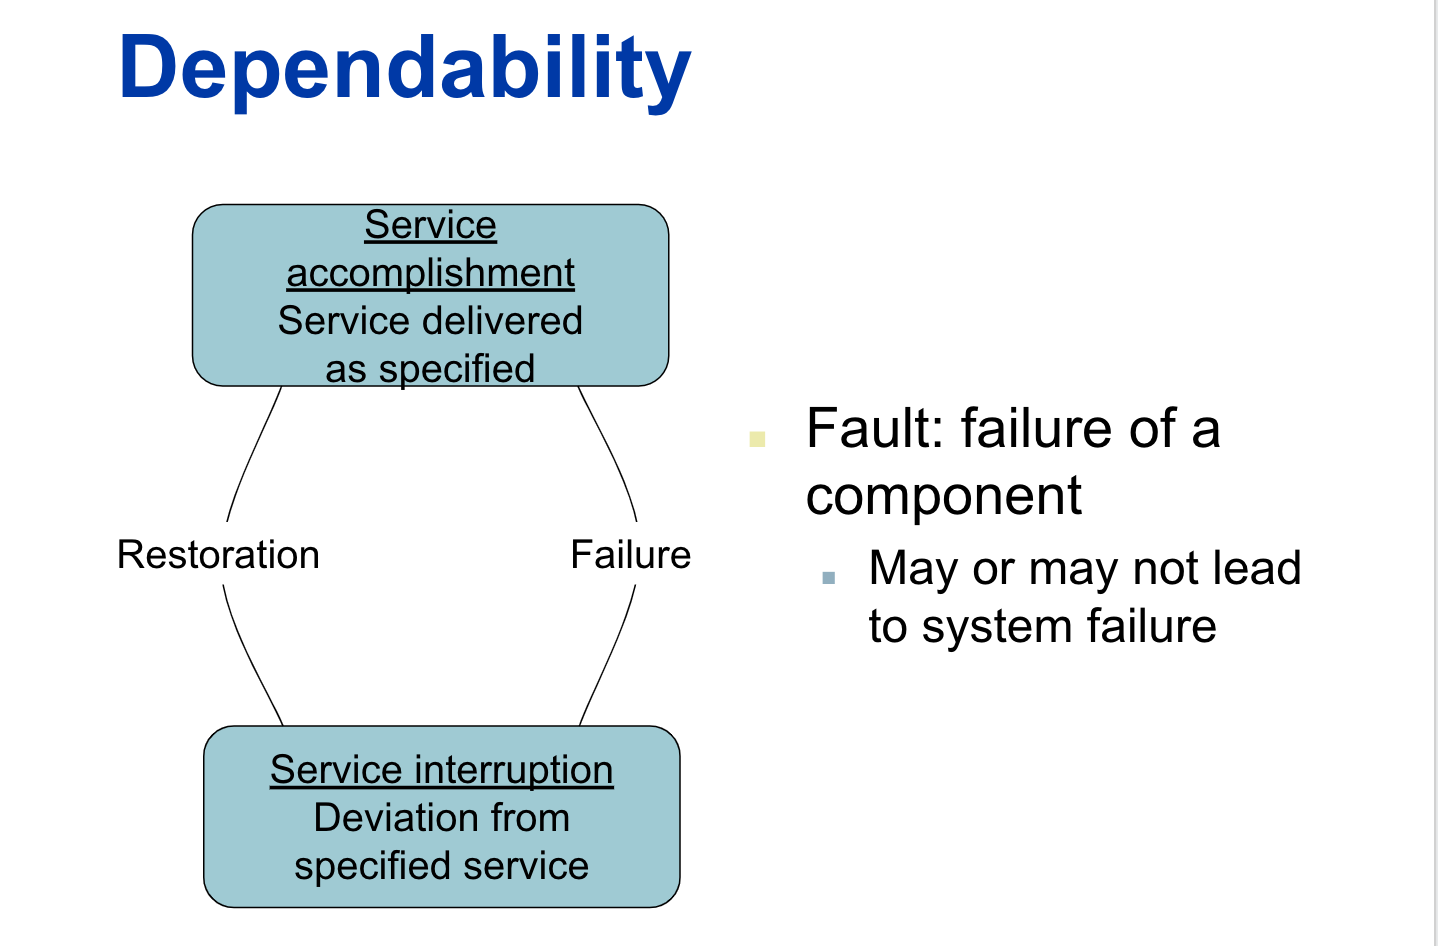 Dependability
Service
accomplishment
Service delivered
as specified
Restoration
Failure
Service interruption
Deviation from
specified service
Fault: failure of a
component
May or may not lead
to system failure